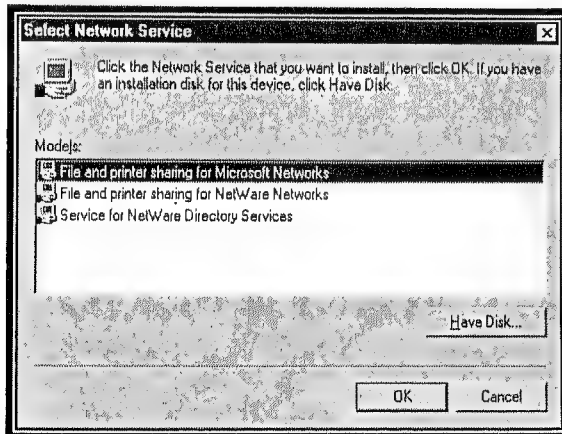 Select Network Service
Click the Network Service that you want to install, then click OK. If you have
an installation disk for this device, click Have Disk.
Models:
File and printer sharing for Microsoft Networks
File and printer sharing for NetWare Networks
Service for NetWare Directory Services
Have Disk...
OK
Cancel